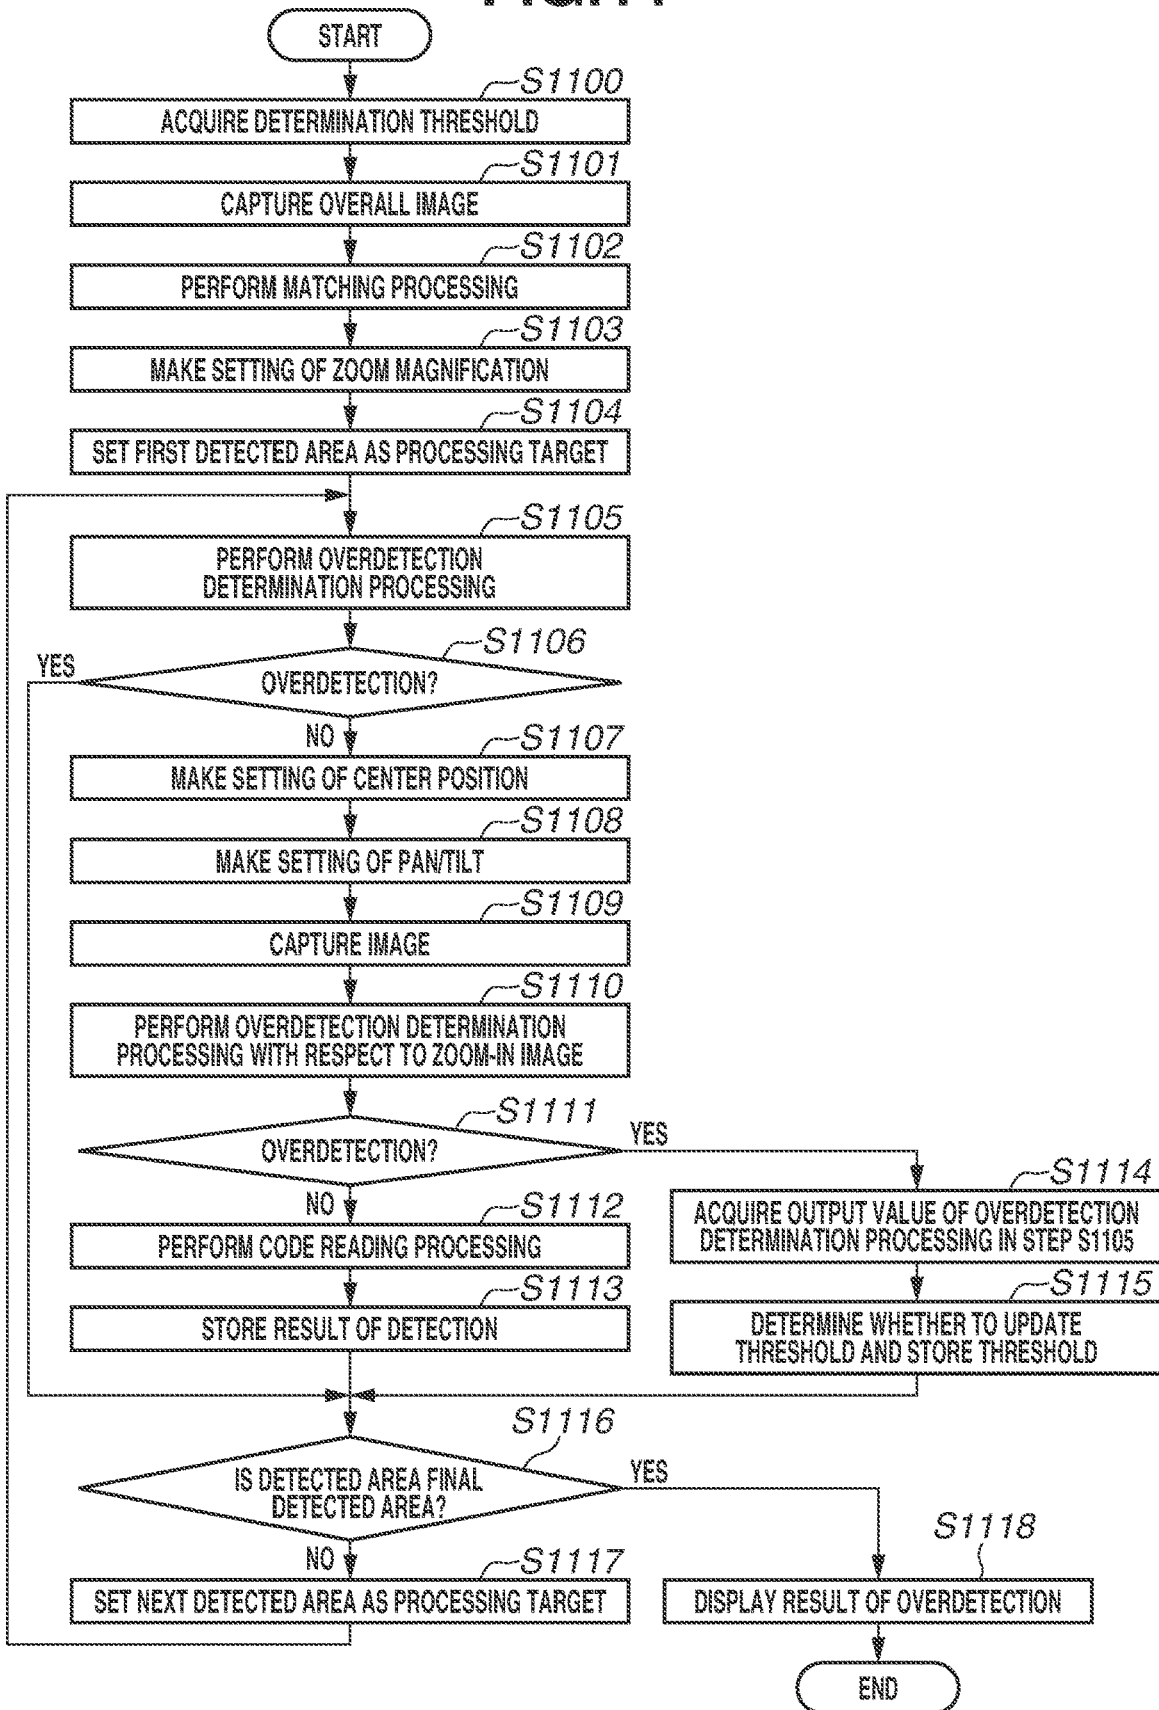 START
S1100
ACQUIRE DETERMINATION THRESHOLD
S1101
CAPTURE OVERALL IMAGE
S1102
PERFORM MATCHING PROCESSING
S1103
MAKE SETTING OF ZOOM MAGNIFICATION
S1104
SET FIRST DETECTED AREA AS PROCESSING TARGET
S1105
PERFORM OVERDETECTION
DETERMINATION PROCESSING
S1106
YES
OVERDETECTION?
NO
S1107
MAKE SETTING OF CENTER POSITION
S1108
MAKE SETTING OF PAN/TILT
S1109
CAPTURE IMAGE
S1110
PERFORM OVERDETECTION DETERMINATION
PROCESSING WITH RESPECT TO ZOOM-IN IMAGE
S1111
OVERDETECTION?
YES
NO
S1112
PERFORM CODE READING PROCESSING
S1113
STORE RESULT OF DETECTION
S1114
ACQUIRE OUTPUT VALUE OF OVERDETECTION
DETERMINATION PROCESSING IN STEP S1105
S1115
DETERMINE WHETHER TO UPDATE
THRESHOLD AND STORE THRESHOLD
S1116
IS DETECTED AREA FINAL
DETECTED AREA?
YES
NO
S1117
SET NEXT DETECTED AREA AS PROCESSING TARGET
S1118
DISPLAY RESULT OF OVERDETECTION
END